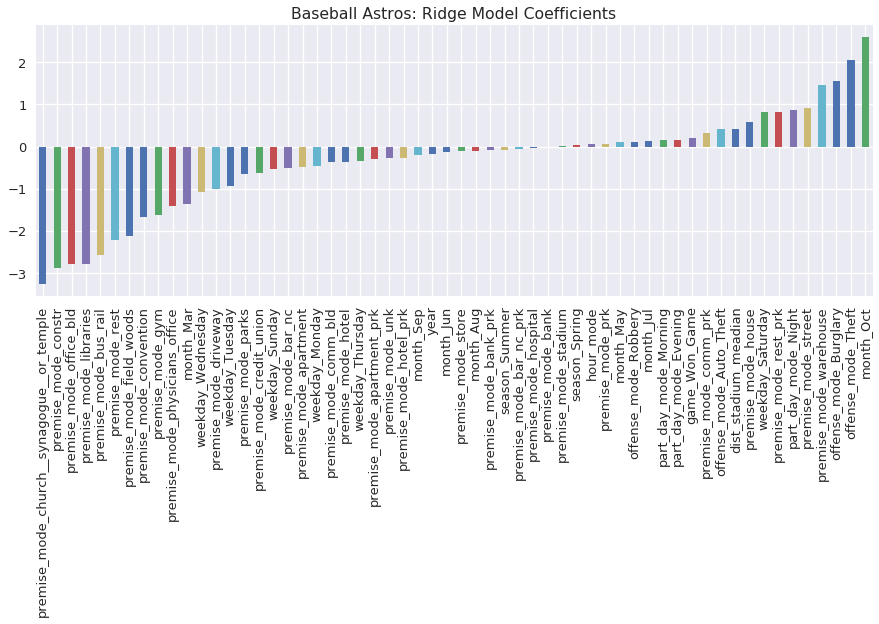 Baseball Astros: Ridge Model Coefficients
2
1
0
−1
−2
−3
premise_mode_church__synagogue__or_temple
premise_mode_constr
premise_mode_office_bld
premise_mode_libraries
premise_mode_bus_rail
premise_mode_rest
premise_mode_field_woods
premise_mode_convention
premise_mode_gym
premise_mode_physicians_office
month_Mar
weekday_Wednesday
premise_mode_driveway
weekday_Tuesday
premise_mode_parks
premise_mode_credit_union
weekday_Sunday
premise_mode_bar_nc
premise_mode_apartment
weekday_Monday
premise_mode_comm_bld
premise_mode_hotel
weekday_Thursday
premise_mode_apartment_prk
premise_mode_unk
premise_mode_hotel_prk
month_Sep
year
month_Jun
premise_mode_store
month_Aug
premise_mode_bank_prk
season_Summer
premise_mode_bar_nc_prk
premise_mode_hospital
premise_mode_bank
premise_mode_stadium
season_Spring
hour_mode
premise_mode_prk
month_May
offense_mode_Robbery
month_Jul
part_day_mode_Morning
part_day_mode_Evening
game_Won_Game
premise_mode_comm_prk
offense_mode_Auto_Theft
dist_stadium_meadian
premise_mode_house
weekday_Saturday
premise_mode_rest_prk
part_day_mode_Night
premise_mode_street
premise_mode_warehouse
offense_mode_Burglary
offense_mode_Theft
month_Oct